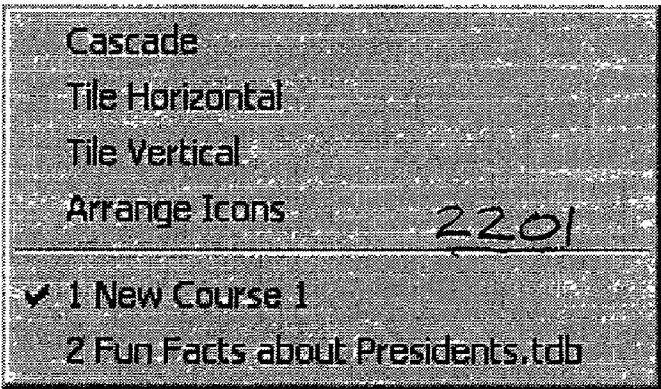 Cascade
Tile Horizontal
Tile Vertical
Arrange Icons
2201
✔ 1 New Course 1
2 Fun Facts about Presidents.tdb